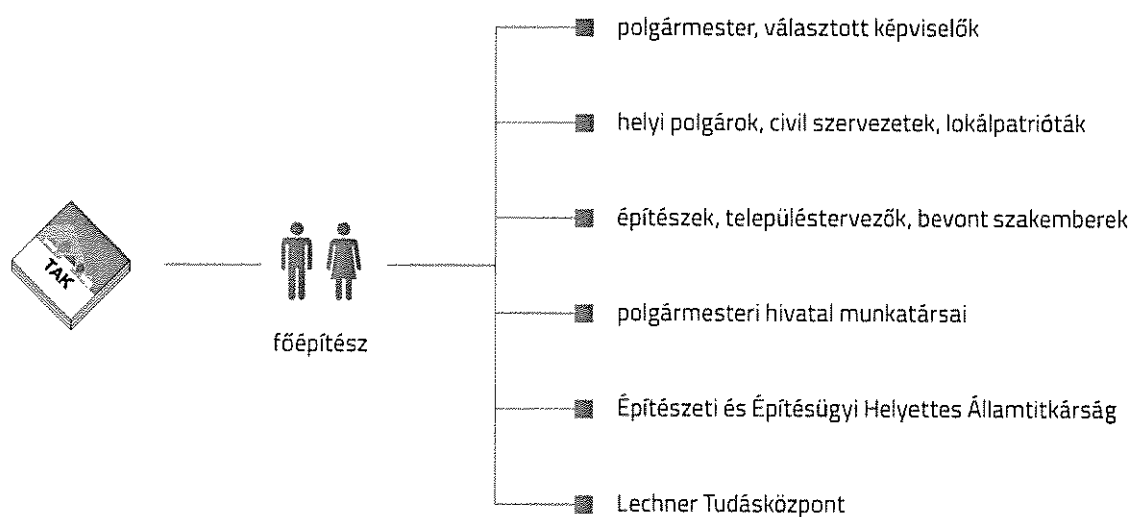 polgármester, választott képviselők
helyi polgárok, civil szervezetek, lokálpatrióták
építészek, településtervezők, bevont szakemberek
TAK
főépítész
polgármesteri hivatal munkatársai
Építészeti és Építésügyi Helyettes Államtitkárság
Lechner Tudásközpont